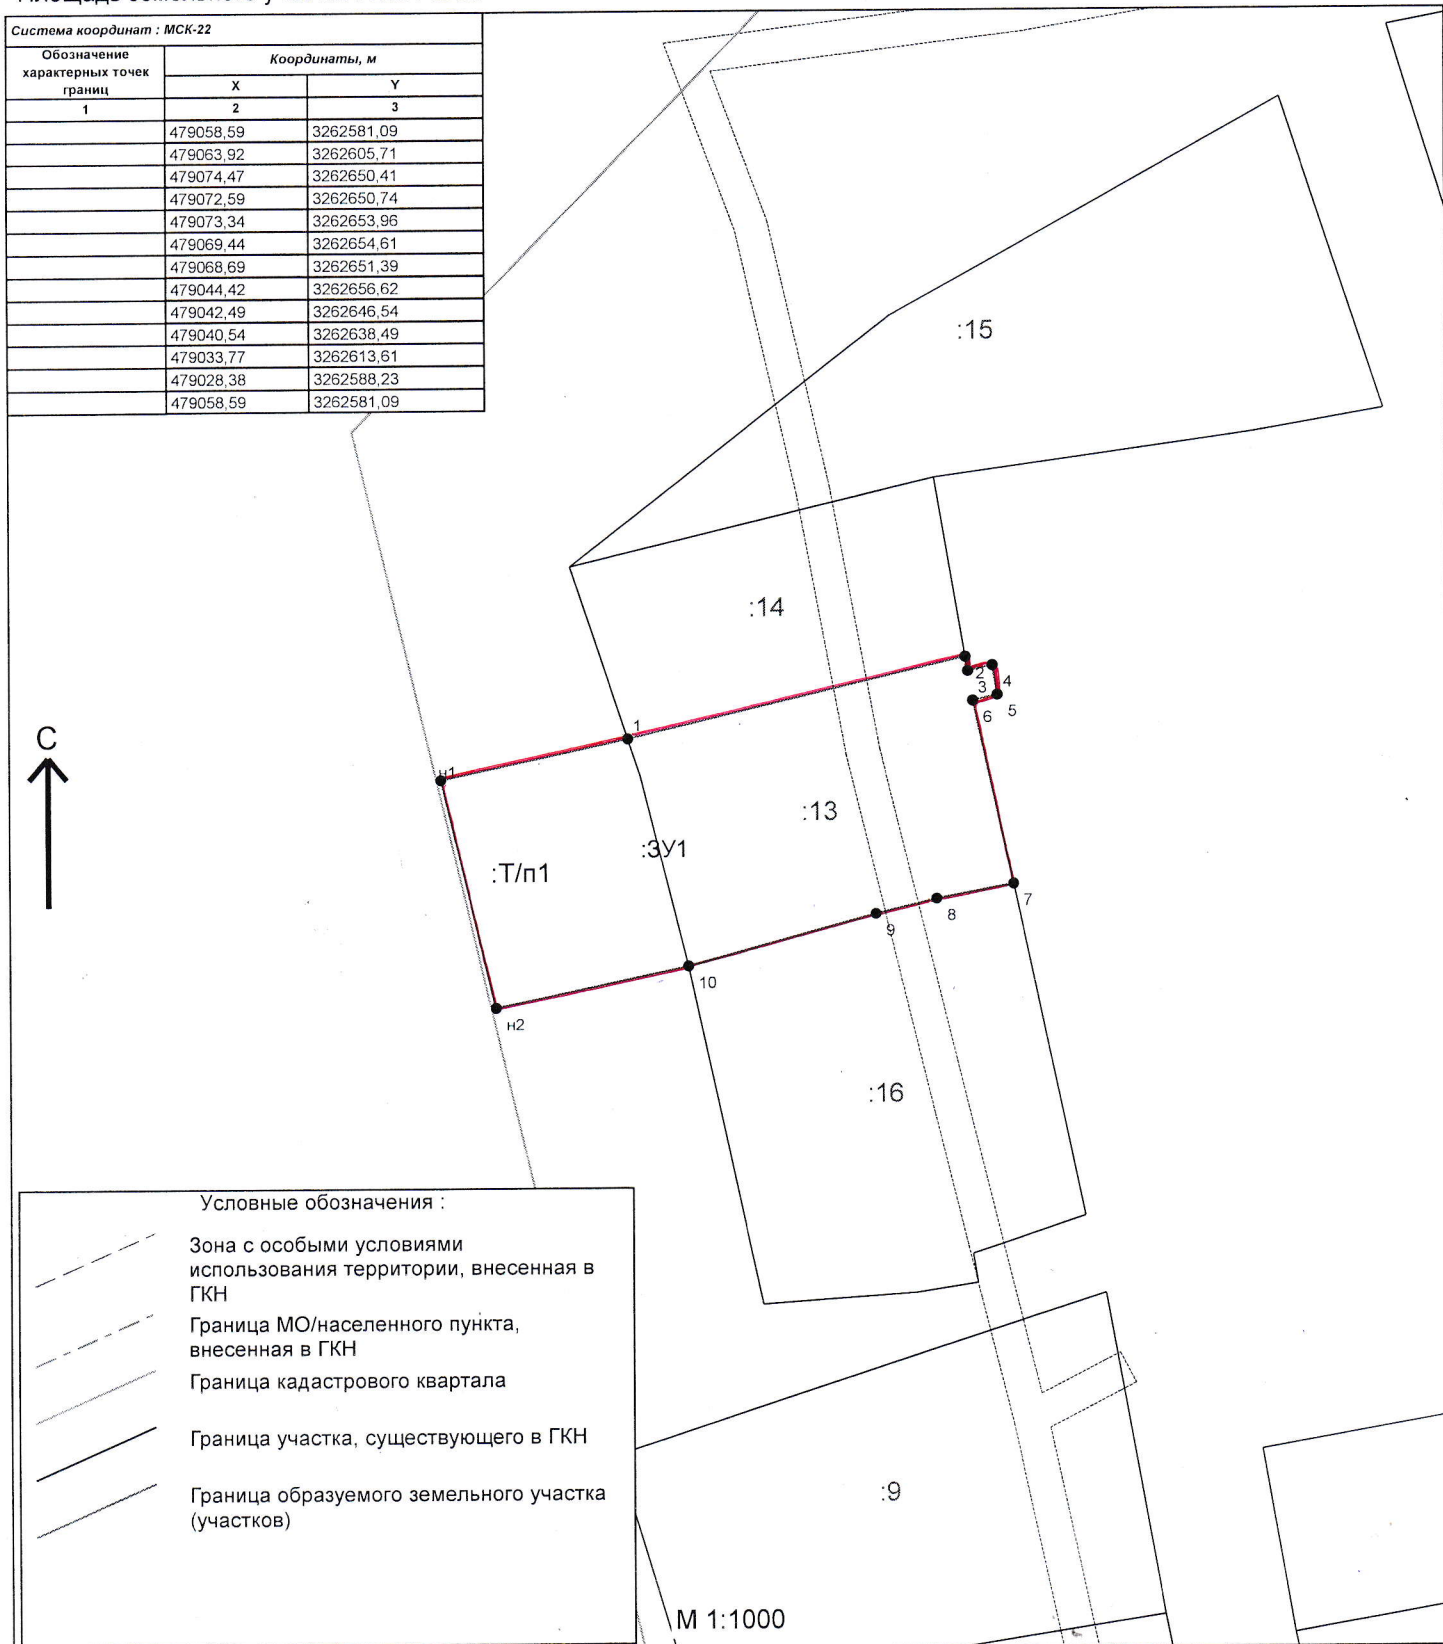 Система координат : МСК-22
Обозначение характерных точек границ
Координаты, м
X
Y
1
2
3
479058,59 3262581,09
479063,92 3262605,71
479074,47 3262650,41
479072,59 3262650,74
479073,34 3262653,96
479069,44 3262654,61
479068,69 3262651,39
479044,42 3262656,62
479042,49 3262646,54
479040,54 3262638,49
479033,77 3262613,61
479028,38 3262588,23
479058,59 3262581,09
:15
:14
2
4
3
5
6
1
С
н1
:13
:ЗУ1
:Т/п1
7
8
9
10
н2
:16
Условные обозначения :
Зона с особыми условиями
использования территории, внесенная в
ГКН
Граница МО/населенного пункта,
внесенная в ГКН
Граница кадастрового квартала
Граница участка, существующего в ГКН
Граница образуемого земельного участка
(участков)
:9
М 1:1000